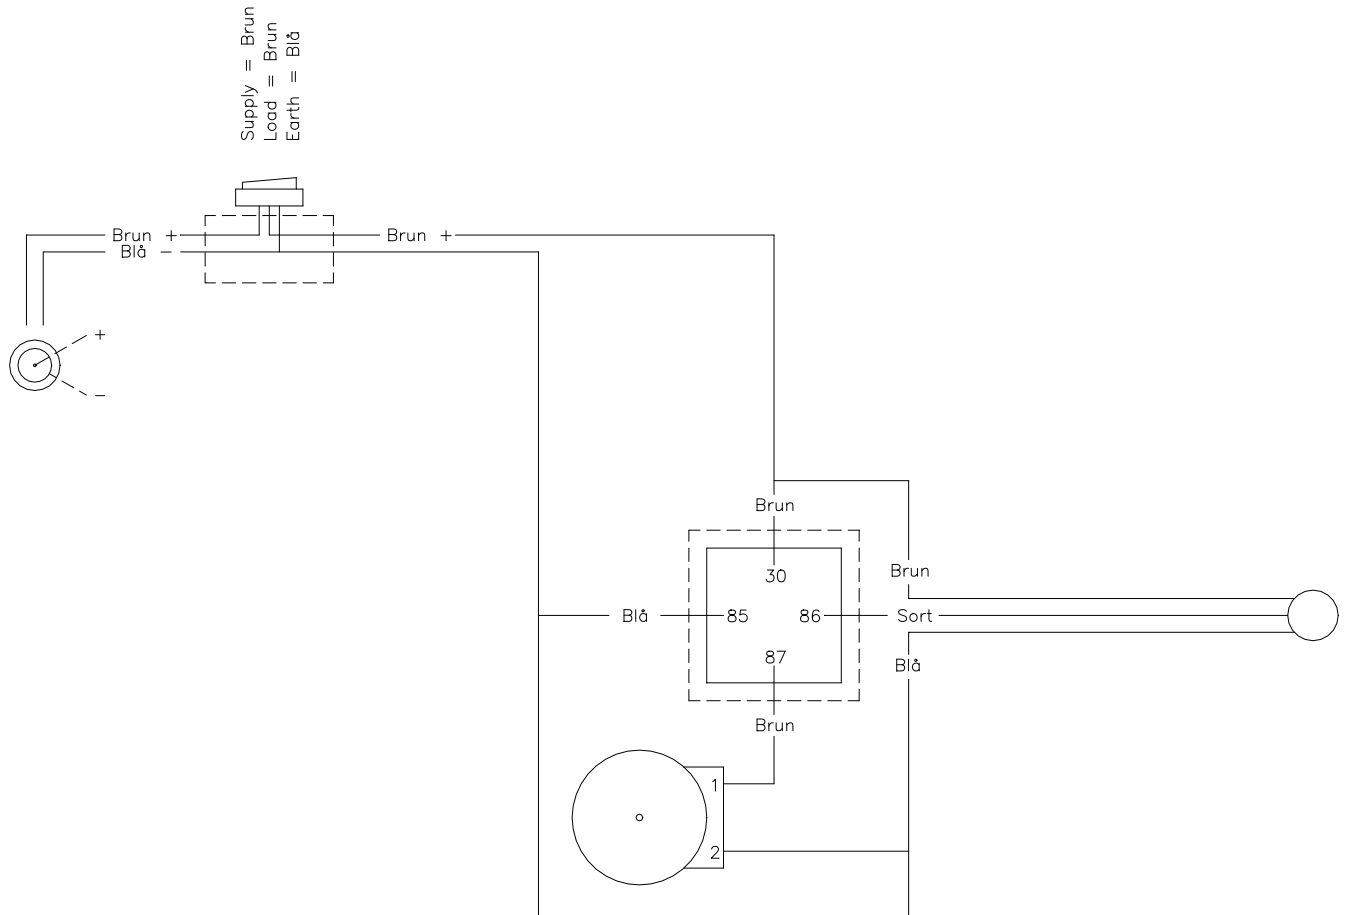 Supply = Brun
Load = Brun
Earth = Blå
Brun +
Blå -
Brun +
+
-
Brun
30
Brun
Blå
85
86
Sort
87
Blå
Brun
1
2